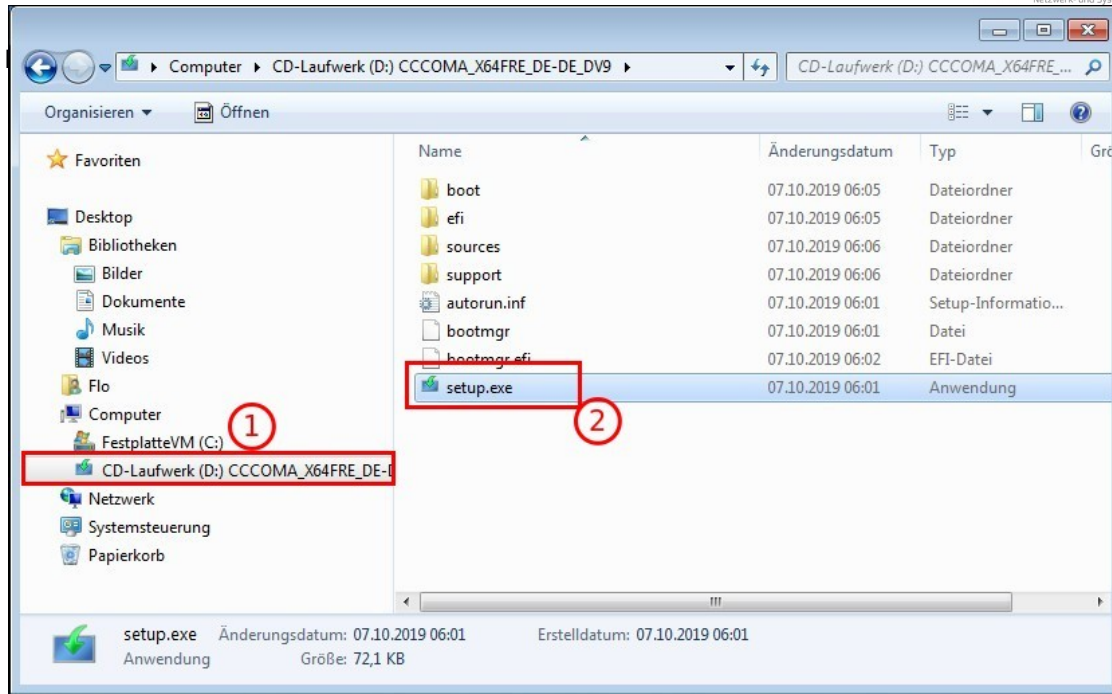 Netzwerk- und Sys
Computer CD-Laufwerk (D:) CCCOMA_X64FRE_DE-DE_DV9 CD-Laufwerk (D:) CCCOMA_X64FRE_...
Organisieren Öffnen
Favoriten
Desktop
Bibliotheken
Bilder
Dokumente
Musik
Videos
Flo
Computer
FestplatteVM (C:)
1
CD-Laufwerk (D:) CCCOMA_X64FRE_DE-D
Netzwerk
Systemsteuerung
Papierkorb
Name Änderungsdatum Typ Grö
boot 07.10.2019 06:05 Dateiordner
efi 07.10.2019 06:05 Dateiordner
sources 07.10.2019 06:06 Dateiordner
support 07.10.2019 06:06 Dateiordner
autorun.inf 07.10.2019 06:01 Setup-Informatio...
bootmgr 07.10.2019 06:01 Datei
bootmgr.efi 07.10.2019 06:02 EFI-Datei
setup.exe 07.10.2019 06:01 Anwendung
2
setup.exe Änderungsdatum: 07.10.2019 06:01 Erstelldatum: 07.10.2019 06:01
Anwendung Größe: 72,1 KB